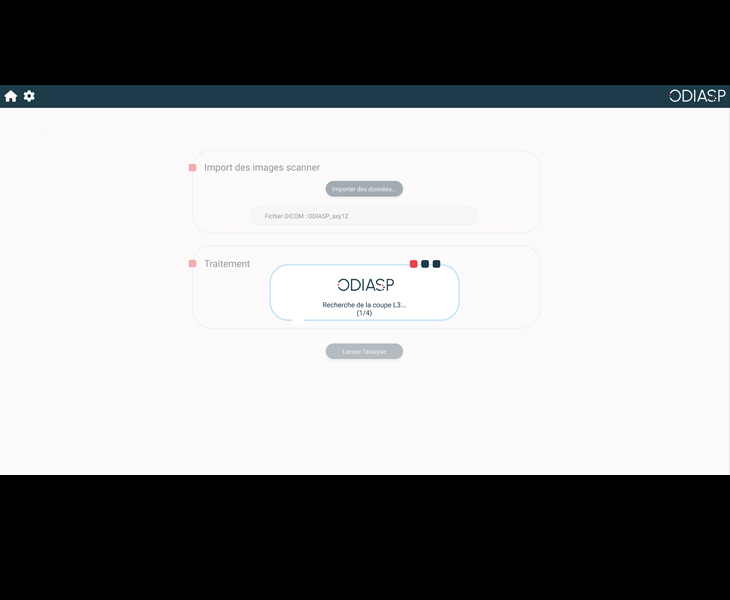 ODIASP
Import des images scanner
Importer des données...
Fichier DICOM : ODIASP_axy12
Traitement
ODIASP
Recherche de la coupe L3...
(1/4)
Lancer l'analyse